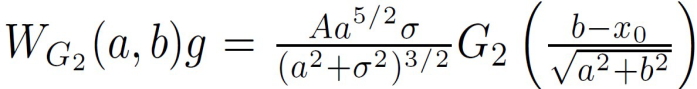 W_{G_2}(a,b)g = \frac{Aa^{5/2}\sigma}{(a^2+\sigma^2)^{3/2}} G_2 \left( \frac{b-x_0}{\sqrt{a^2+b^2}} \right)